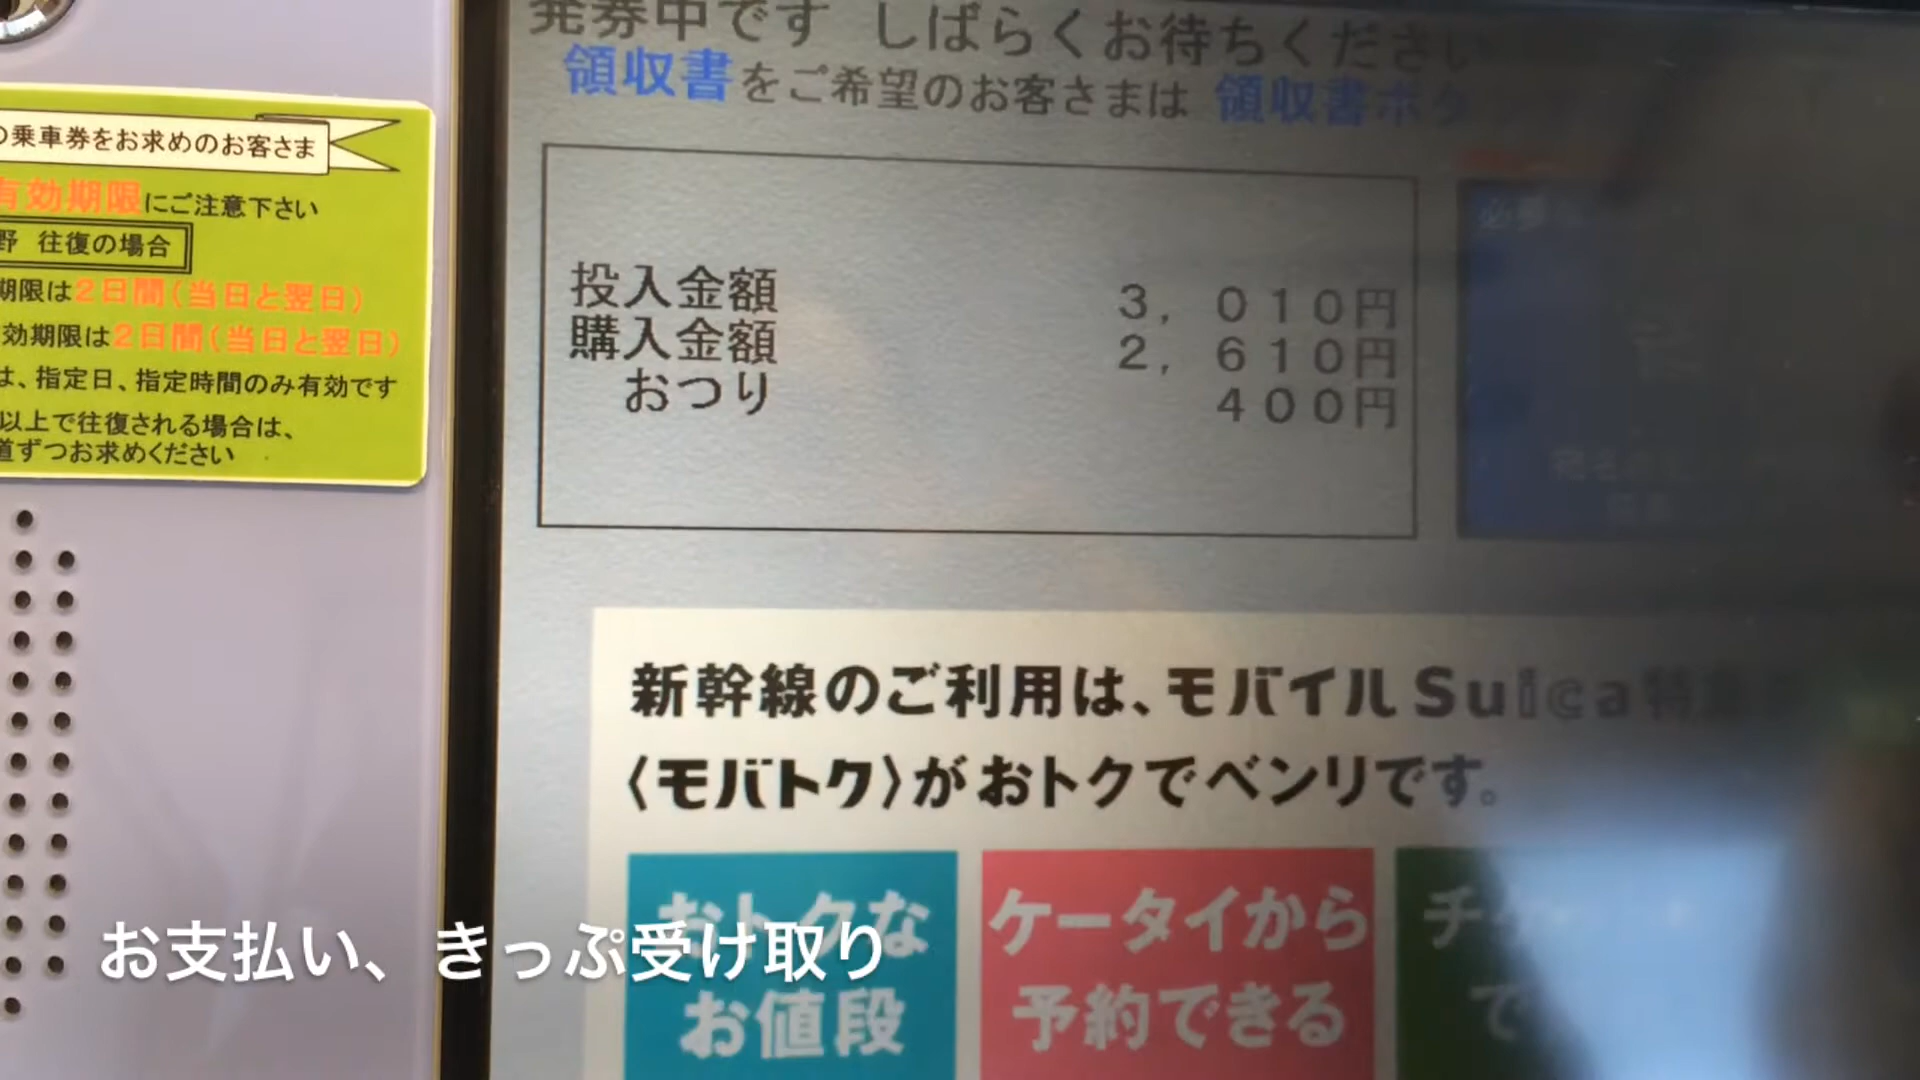 発券中です しばらくお待ちください
領収書をご希望のお客さまは 領収書ボタ
の乗車券をお求めのお客さま
有効期限にご注意下さい
野 往復の場合
期限は2日間(当日と翌日)
効期限は2日間(当日と翌日)
は、指定日、指定時間のみ有効です
以上で往復される場合は、
道ずつお求めください
投入金額 3,010円
購入金額 2,610円
おつり 400円
新幹線のご利用は、モバイルSuica特
〈モバトク〉がおトクでベンリです。
おトクな
お値段
ケータイから
予約できる
チ
で
お支払い、きっぷ受け取り